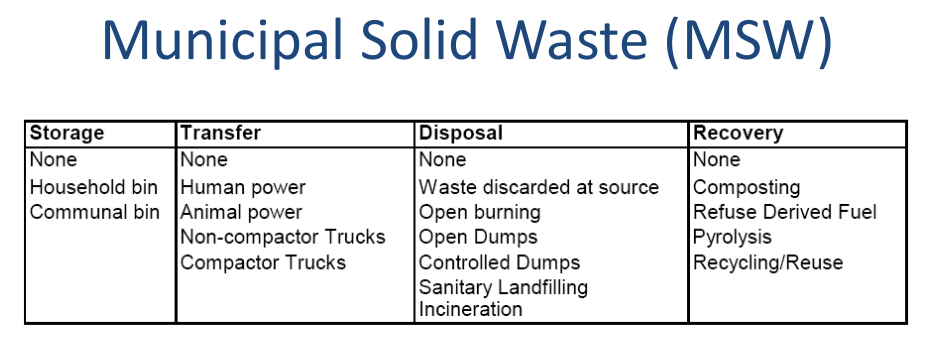 Municipal Solid Waste (MSW)
Storage Transfer Disposal Recovery
None None None None
Household bin Human power Waste discarded at source Composting
Communal bin Animal power Open burning Refuse Derived Fuel
Non-compactor Trucks Open Dumps Pyrolysis
Compactor Trucks Controlled Dumps Recycling/Reuse
Sanitary Landfilling
Incineration